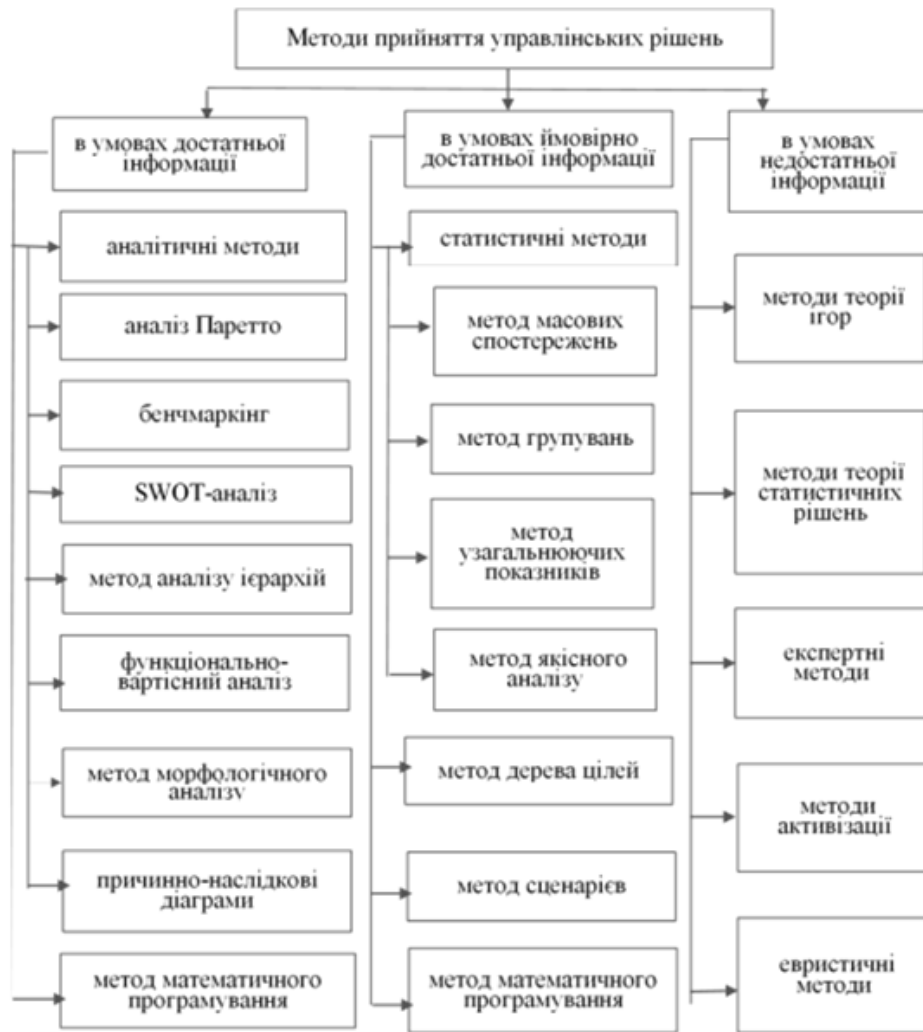 Методи прийняття управлінських рішень
в умовах достатньої
інформації
аналітичні методи
аналіз Паретто
бенчмаркінг
SWOT-аналіз
метод аналізу ієрархій
функціонально-
вартісний аналіз
метод морфологічного
аналізу
причинно-наслідкові
діаграми
метод математичного
програмування
в умовах ймовірно
достатньої інформації
статистичні методи
метод масових
спостережень
метод групувань
метод
узагальнюючих
показників
метод якісного
аналізу
метод дерева цілей
метод сценаріїв
метод математичного
програмування
в умовах
недостатньої
інформації
методи теорії
ігор
методи теорії
статистичних
рішень
експертні
методи
методи
активізації
евристичні
методи